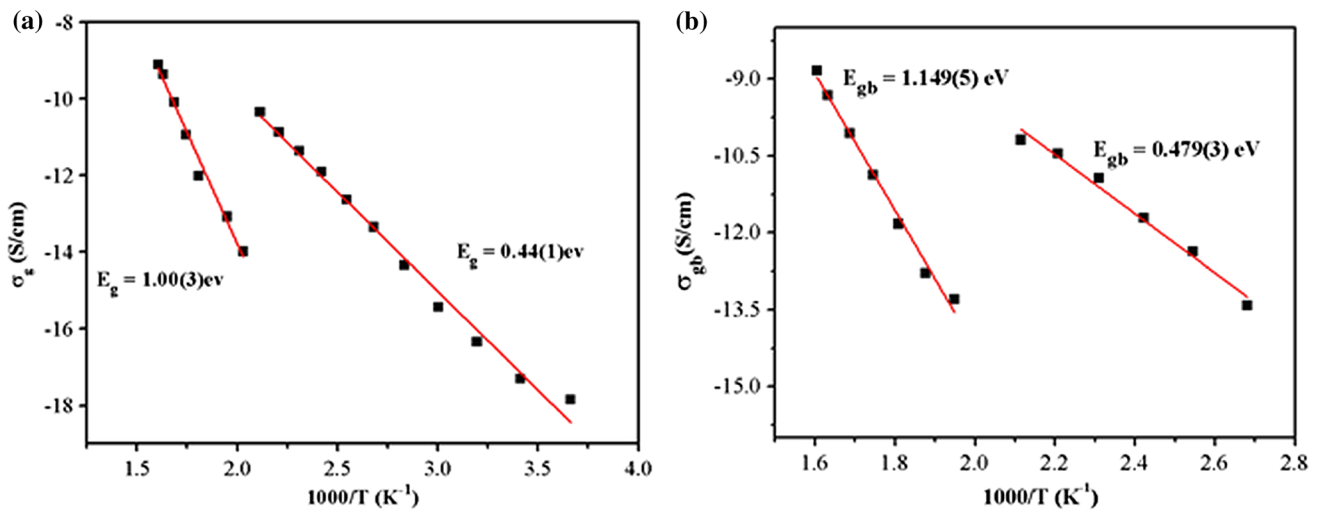 (a)
-8
-10
-12
-14
-16
-18
σg (S/cm)
Eg = 1.00(3)ev
Eg = 0.44(1)ev
1.5 2.0 2.5 3.0 3.5 4.0
1000/T (K-1)
(b)
-9.0
-10.5
-12.0
-13.5
-15.0
σgb(S/cm)
Egb = 1.149(5) eV
Egb = 0.479(3) eV
1.6 1.8 2.0 2.2 2.4 2.6 2.8
1000/T (K-1)